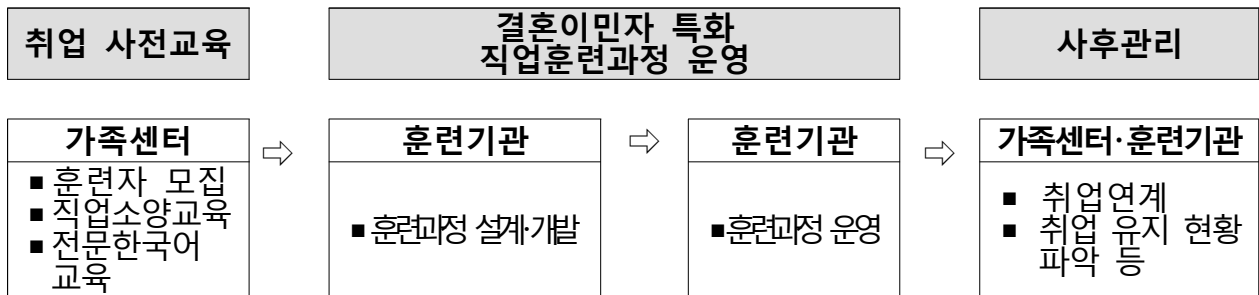 취업 사전교육
결혼이민자 특화
직업훈련과정 운영
사후관리
가족센터
■ 훈련자 모집
■ 직업소양교육
■ 전문한국어
교육
⇨
훈련기관
■ 훈련과정 설계·개발
⇨
훈련기관
■훈련과정 운영
⇨
가족센터·훈련기관
■ 취업연계
■ 취업 유지 현황
파악 등